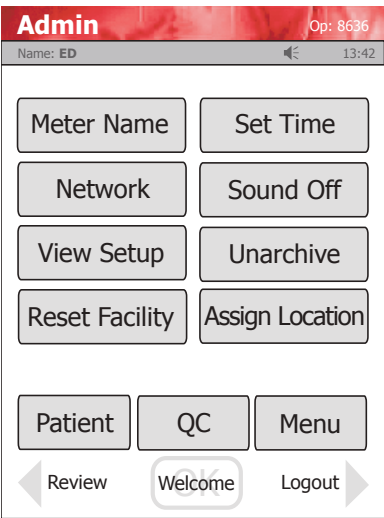 Admin Op: 8636
Name: ED 13:42
Meter Name Set Time
Network Sound Off
View Setup Unarchive
Reset Facility Assign Location
Patient QC Menu
Review Welcome OK Logout